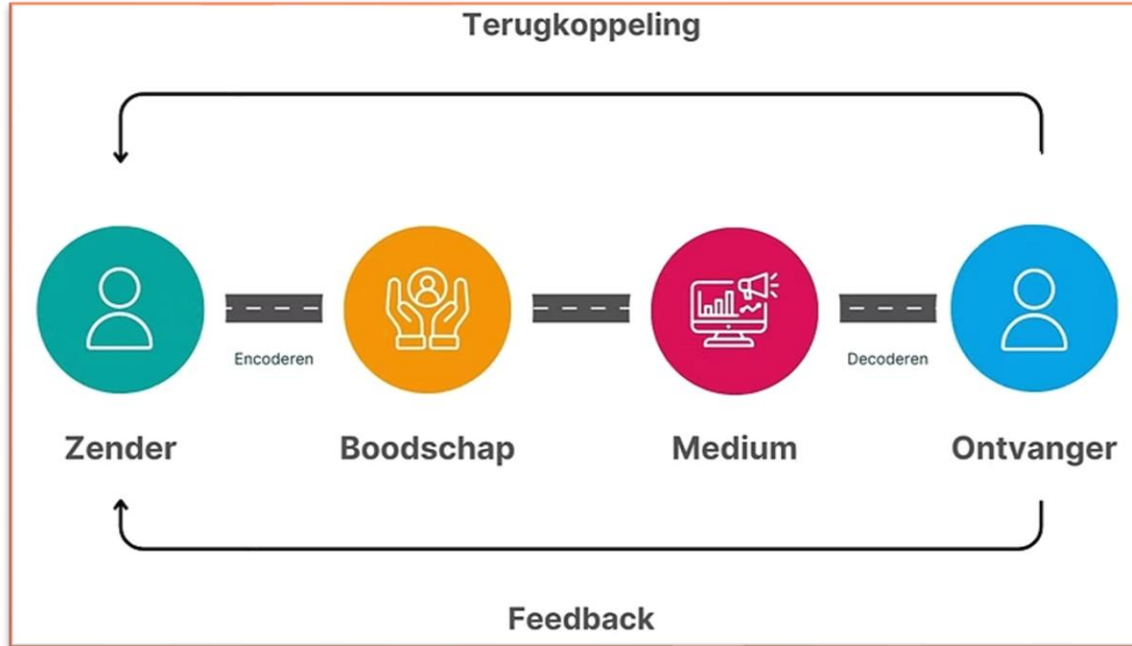 Terugkoppeling
Encoderen
Decoderen
Zender
Boodschap
Medium
Ontvanger
Feedback